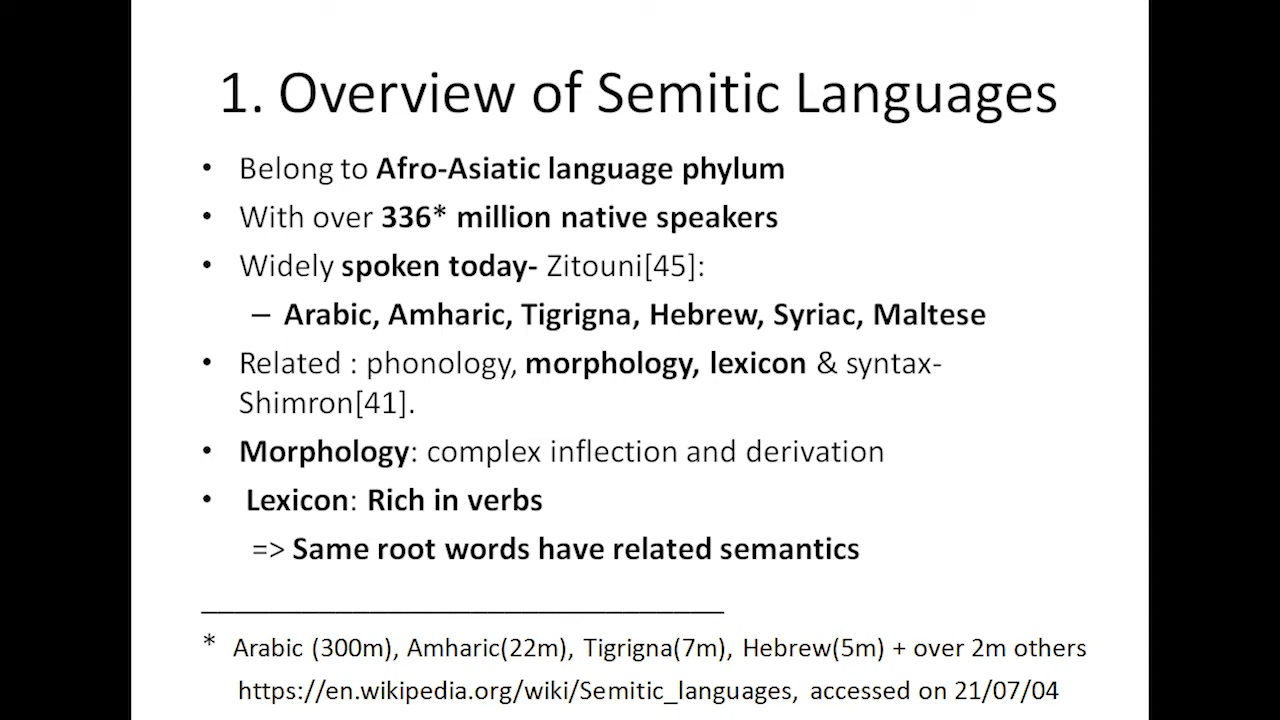 1. Overview of Semitic Languages
• Belong to Afro-Asiatic language phylum
• With over 336* million native speakers
• Widely spoken today- Zitouni[45]:
– Arabic, Amharic, Tigrigna, Hebrew, Syriac, Maltese
• Related : phonology, morphology, lexicon & syntax-
Shimron[41].
• Morphology: complex inflection and derivation
• Lexicon: Rich in verbs
=> Same root words have related semantics
* Arabic (300m), Amharic(22m), Tigrigna(7m), Hebrew(5m) + over 2m others
https://en.wikipedia.org/wiki/Semitic_languages, accessed on 21/07/04